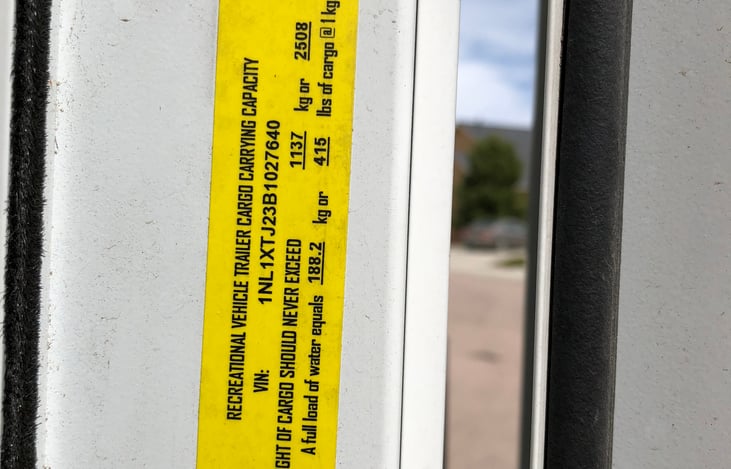 RECREATIONAL VEHICLE TRAILER CARGO CARRYING CAPACITY
VIN: 1NL1XTJ23B1027640
GHT OF CARGO SHOULD NEVER EXCEED 1137 kg or 2508
A full load of water equals 188.2 kg or 415 lbs of cargo @ 1 kg